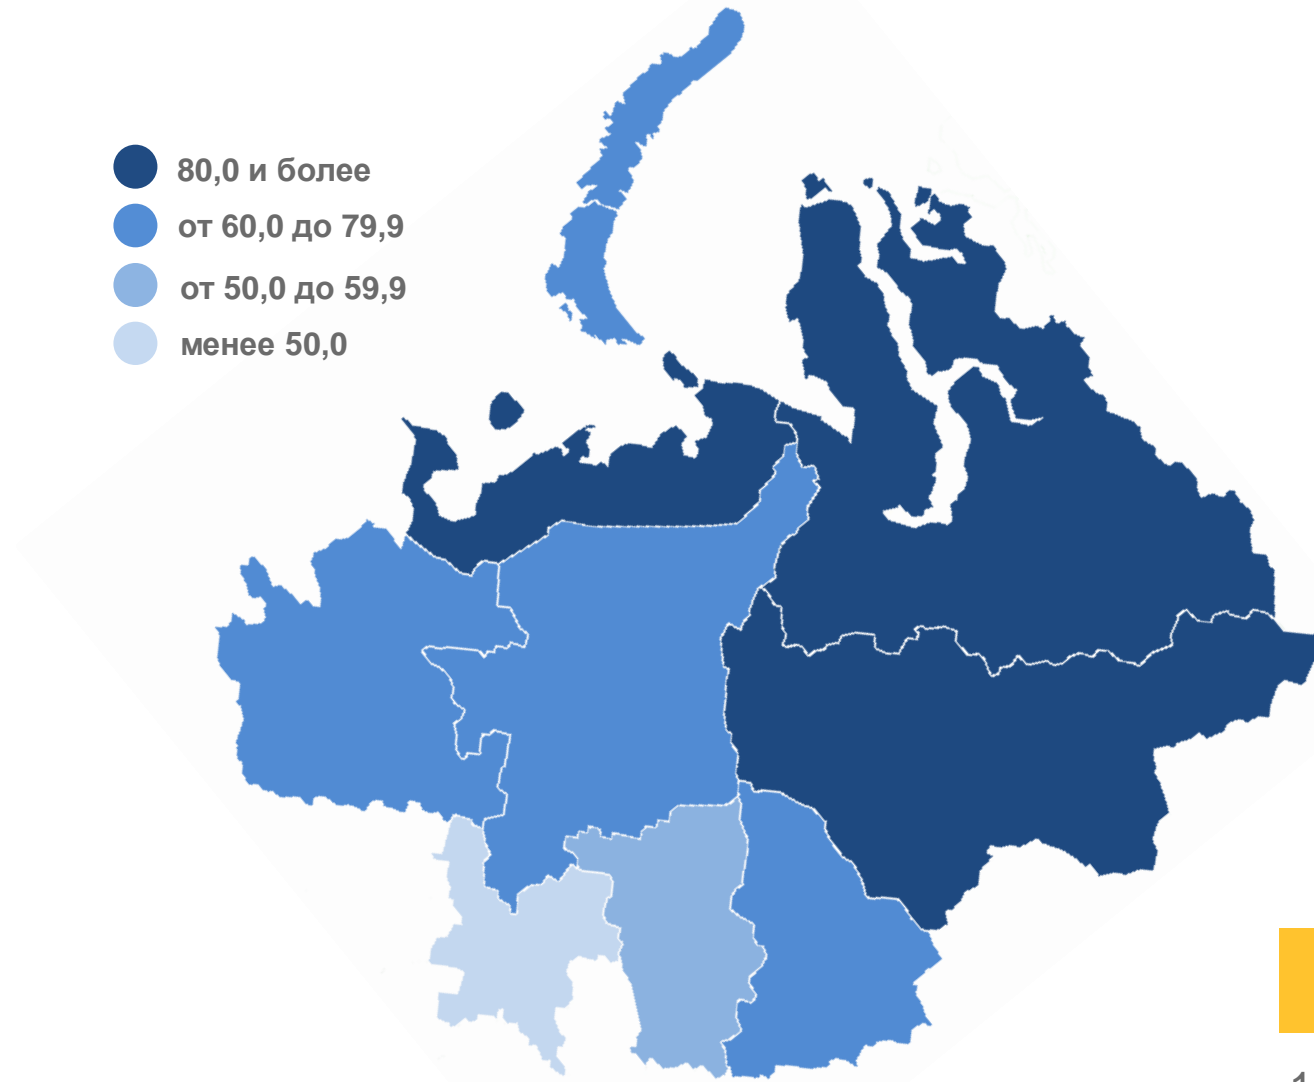 80,0 и более
от 60,0 до 79,9
от 50,0 до 59,9
менее 50,0